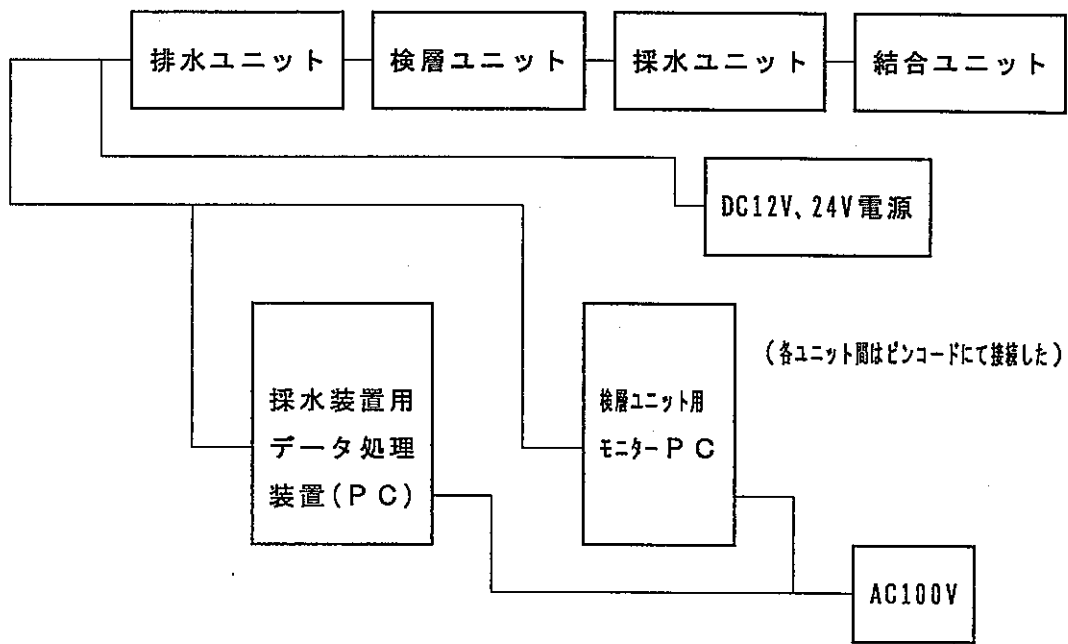 排水ユニット
検層ユニット
採水ユニット
結合ユニット
DC12V、24V電源
(各ユニット間はピンコードにて接続した)
採水装置用
データ処理
装置(PC)
検層ユニット用
モニターPC
AC100V